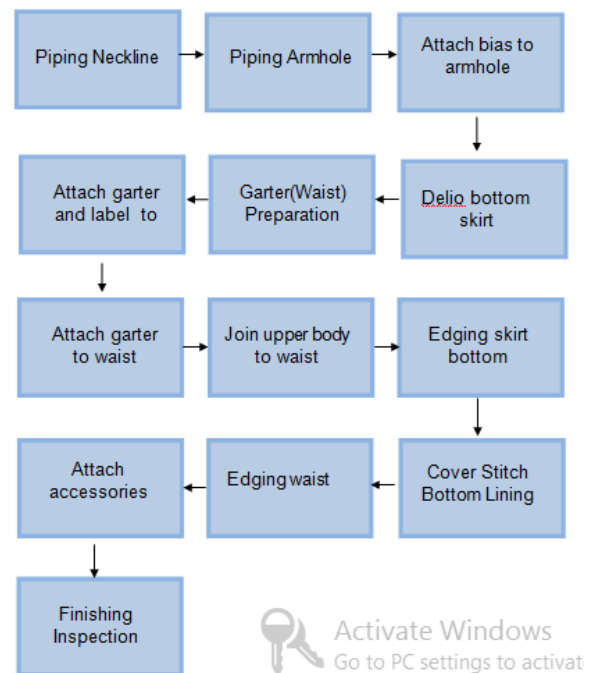 Piping Neckline
Piping Armhole
Attach bias to
armhole
Delio bottom
skirt
Garter(Waist)
Preparation
Attach garter
and label to
Attach garter
to waist
Join upper body
to waist
Edging skirt
bottom
Cover Stitch
Bottom Lining
Edging waist
Attach
accessories
Finishing
Inspection
Activate Windows
Go to PC settings to activat